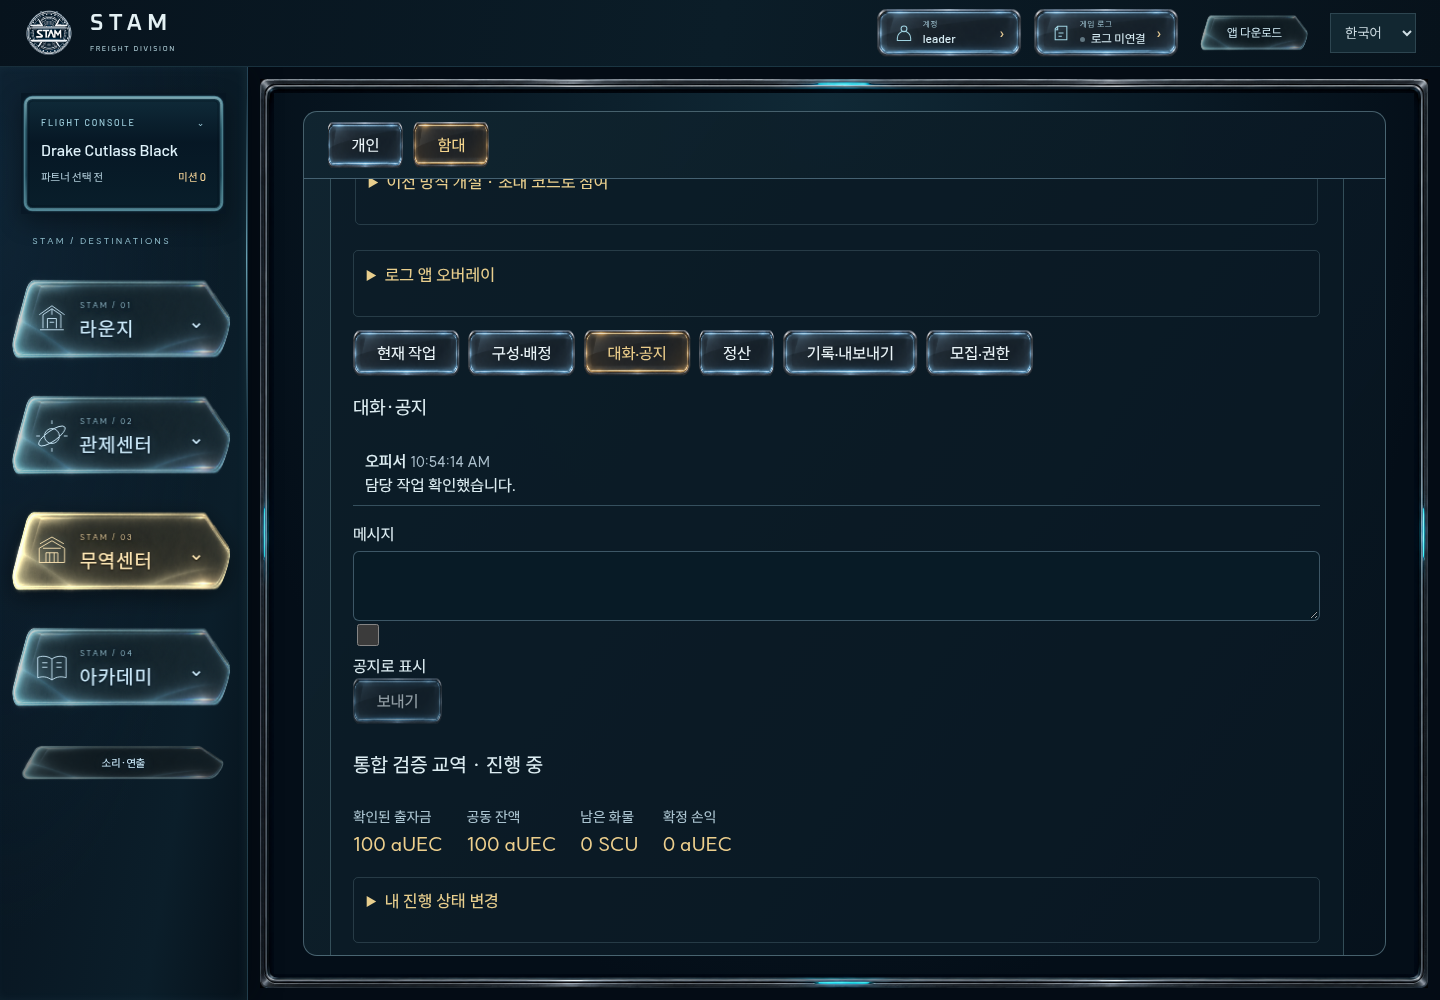 STAM
STAM
FREIGHT DIVISION
계정
leader
게임 로그
로그 미연결
앱 다운로드
한국어
FLIGHT CONSOLE
Drake Cutlass Black
파트너 선택 전
미션 0
STAM / DESTINATIONS
STAM / 01
라운지
STAM / 02
관제센터
STAM / 03
무역센터
STAM / 04
아카데미
소리·연출
개인
함대
이전 방식 개설 · 초대 코드로 참여
로그 앱 오버레이
현재 작업
구성·배정
대화·공지
정산
기록·내보내기
모집·권한
대화·공지
오피서 10:54:14 AM
담당 작업 확인했습니다.
메시지
공지로 표시
보내기
통합 검증 교역 · 진행 중
확인된 출자금
공동 잔액
남은 화물
확정 손익
100 aUEC
100 aUEC
0 SCU
0 aUEC
내 진행 상태 변경